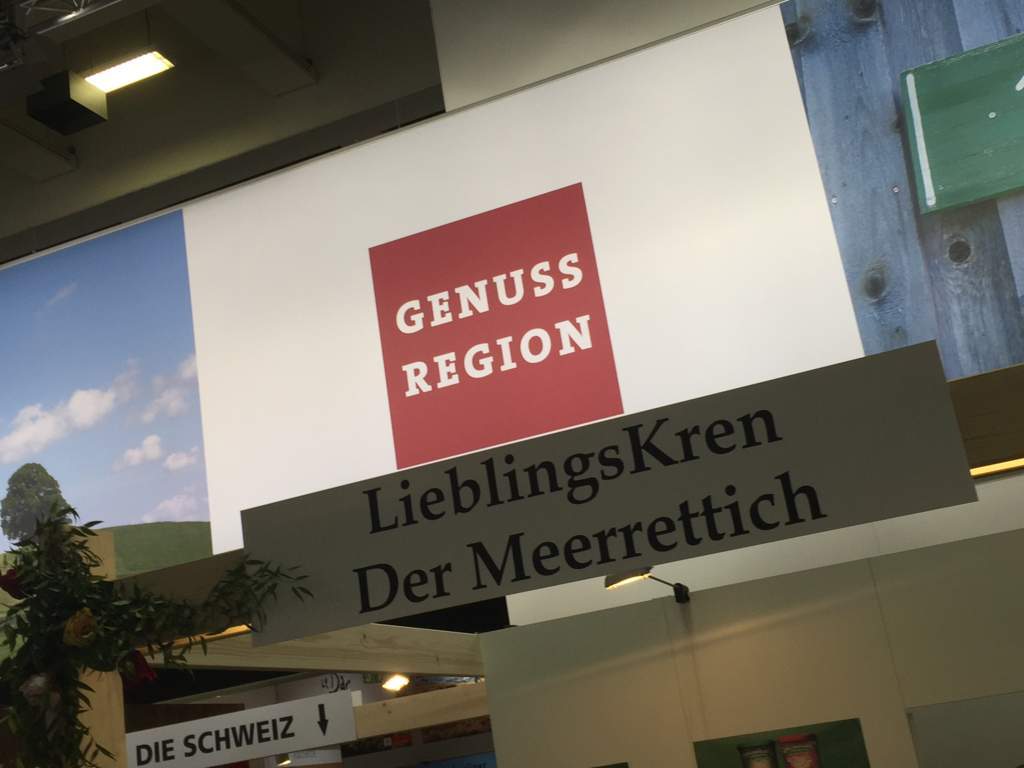 GENUSS
REGION
LieblingsKren
Der Meerrettich
DIE SCHWEIZ ↓